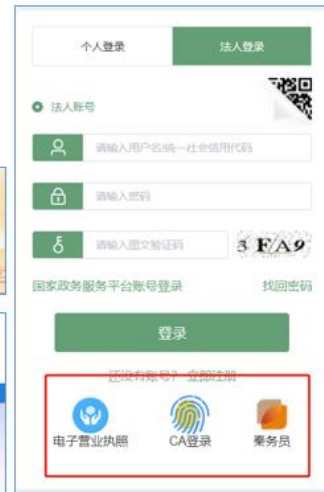 个人登录
法人登录
法人账号
请输入用户名/统一社会信用代码
请输入密码
请输入图文验证码
3 FA9
国家政务服务平台账号登录
找回密码
登录
还没有账号？ 立即注册
电子营业执照
CA登录
秦务员